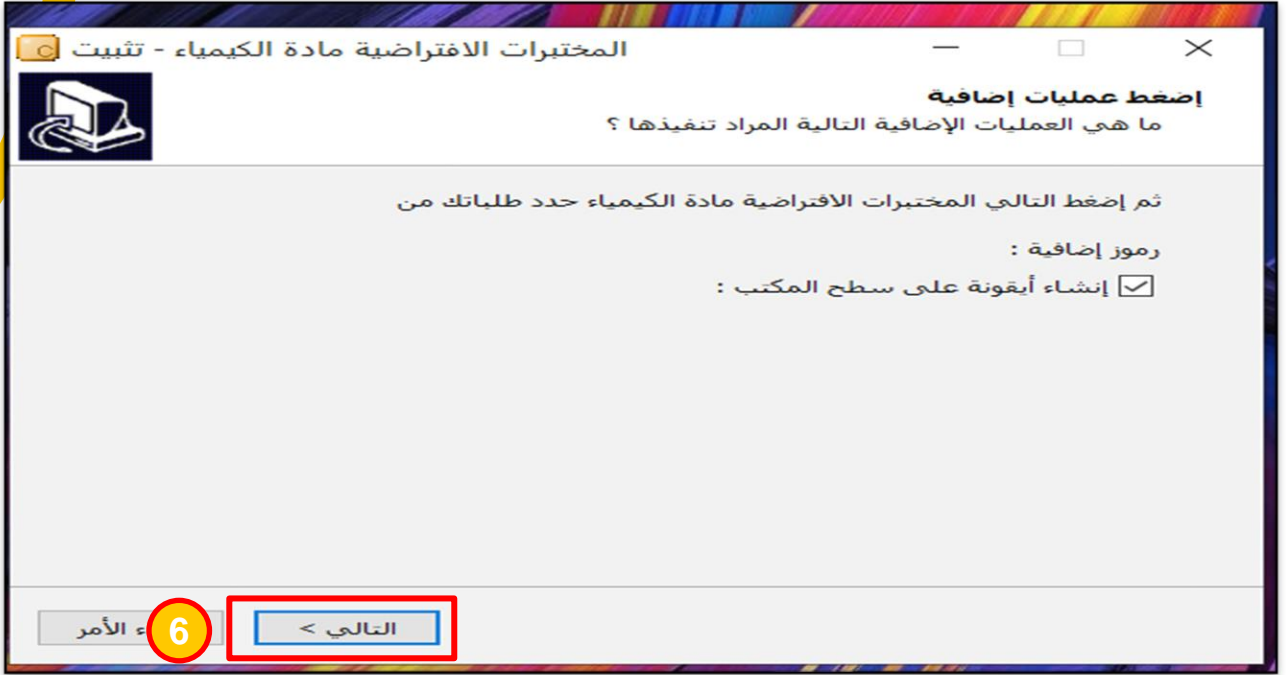 المختبرات الافتراضية مادة الكيمياء - تثبيت
إضغط عمليات إضافية
ما هي العمليات الإضافية التالية المراد تنفيذها ؟
ثم إضغط التالي المختبرات الافتراضية مادة الكيمياء حدد طلباتك من
رموز إضافية :
إنشاء أيقونة على سطح المكتب :
التالي >
6
الأمر